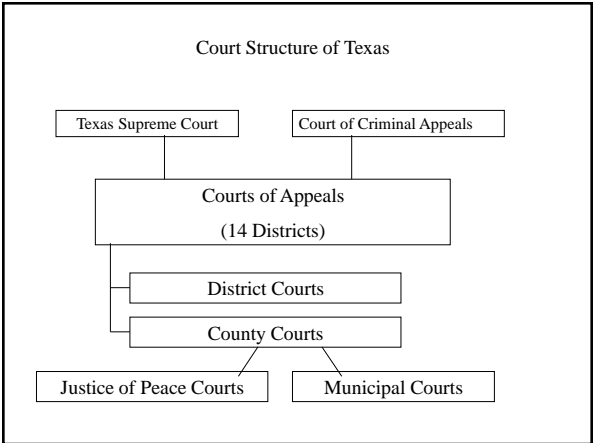 Court Structure of Texas
Texas Supreme Court
Court of Criminal Appeals
Courts of Appeals
(14 Districts)
District Courts
County Courts
Justice of Peace Courts
Municipal Courts